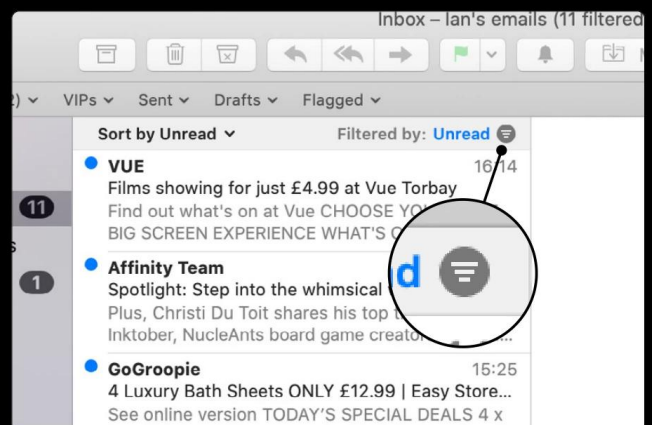 Inbox – Ian's emails (11 filtered
VIPs Sent Drafts Flagged
Sort by Unread Filtered by: Unread
VUE 16:14
Films showing for just £4.99 at Vue Torbay
11
Find out what's on at Vue CHOOSE
BIG SCREEN EXPERIENCE WHAT'S
Affinity Team
1
Spotlight: Step into the whimsical
Plus, Christi Du Toit shares his top
Inktober, NucleAnts board game creator
GoGroopie 15:25
4 Luxury Bath Sheets ONLY £12.99 | Easy Store...
See online version TODAY'S SPECIAL DEALS 4 x